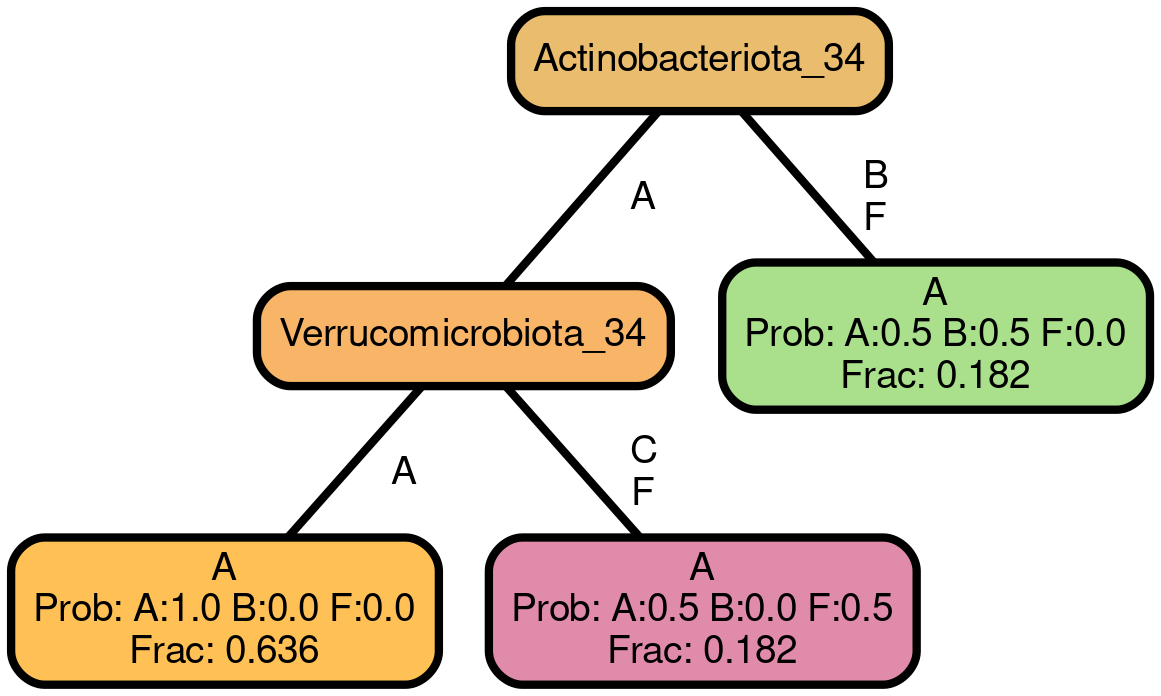 Actinobacteriota_34
A
B
F
Verrucomicrobiota_34
A
Prob: A:0.5 B:0.5 F:0.0
Frac: 0.182
A
C
F
A
Prob: A:1.0 B:0.0 F:0.0
Frac: 0.636
A
Prob: A:0.5 B:0.0 F:0.5
Frac: 0.182